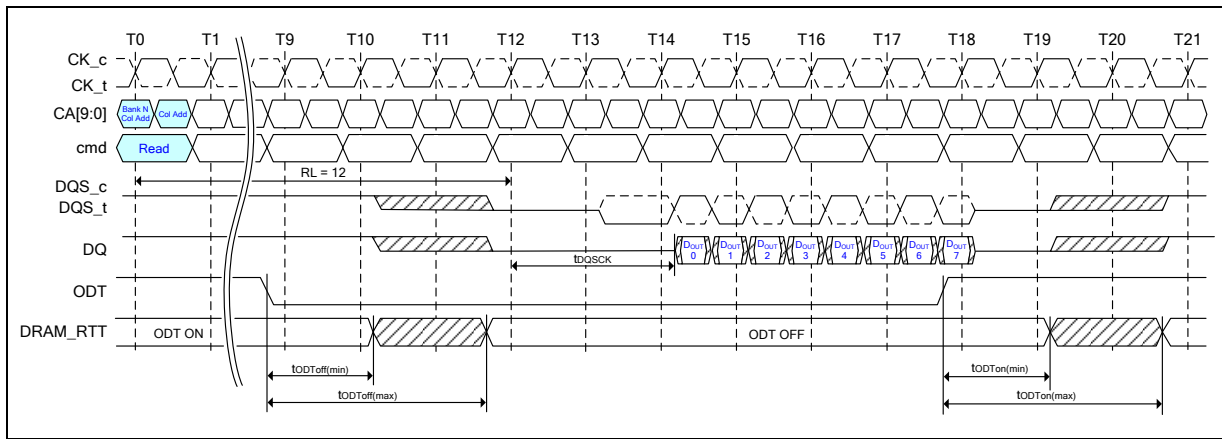 T0 T1 T9 T10 T11 T12 T13 T14 T15 T16 T17 T18 T19 T20 T21
CK_c
CK_t
CA[9:0] Bank N Col Add Col Add
cmd Read
RL = 12
DQS_c
DQS_t
DQ DOUT 0 DOUT 1 DOUT 2 DOUT 3 DOUT 4 DOUT 5 DOUT 6 DOUT 7
tDQSCK
ODT
DRAM_RTT ODT ON ODT OFF
tODToff(min) tODTon(min)
tODToff(max) tODTon(max)